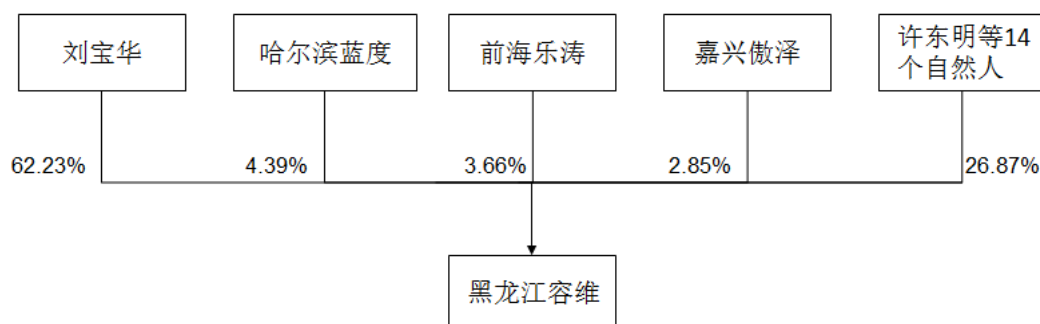 刘宝华
哈尔滨蓝度
前海乐涛
嘉兴傲泽
许东明等14
个自然人
62.23%
4.39%
3.66%
2.85%
26.87%
黑龙江容维